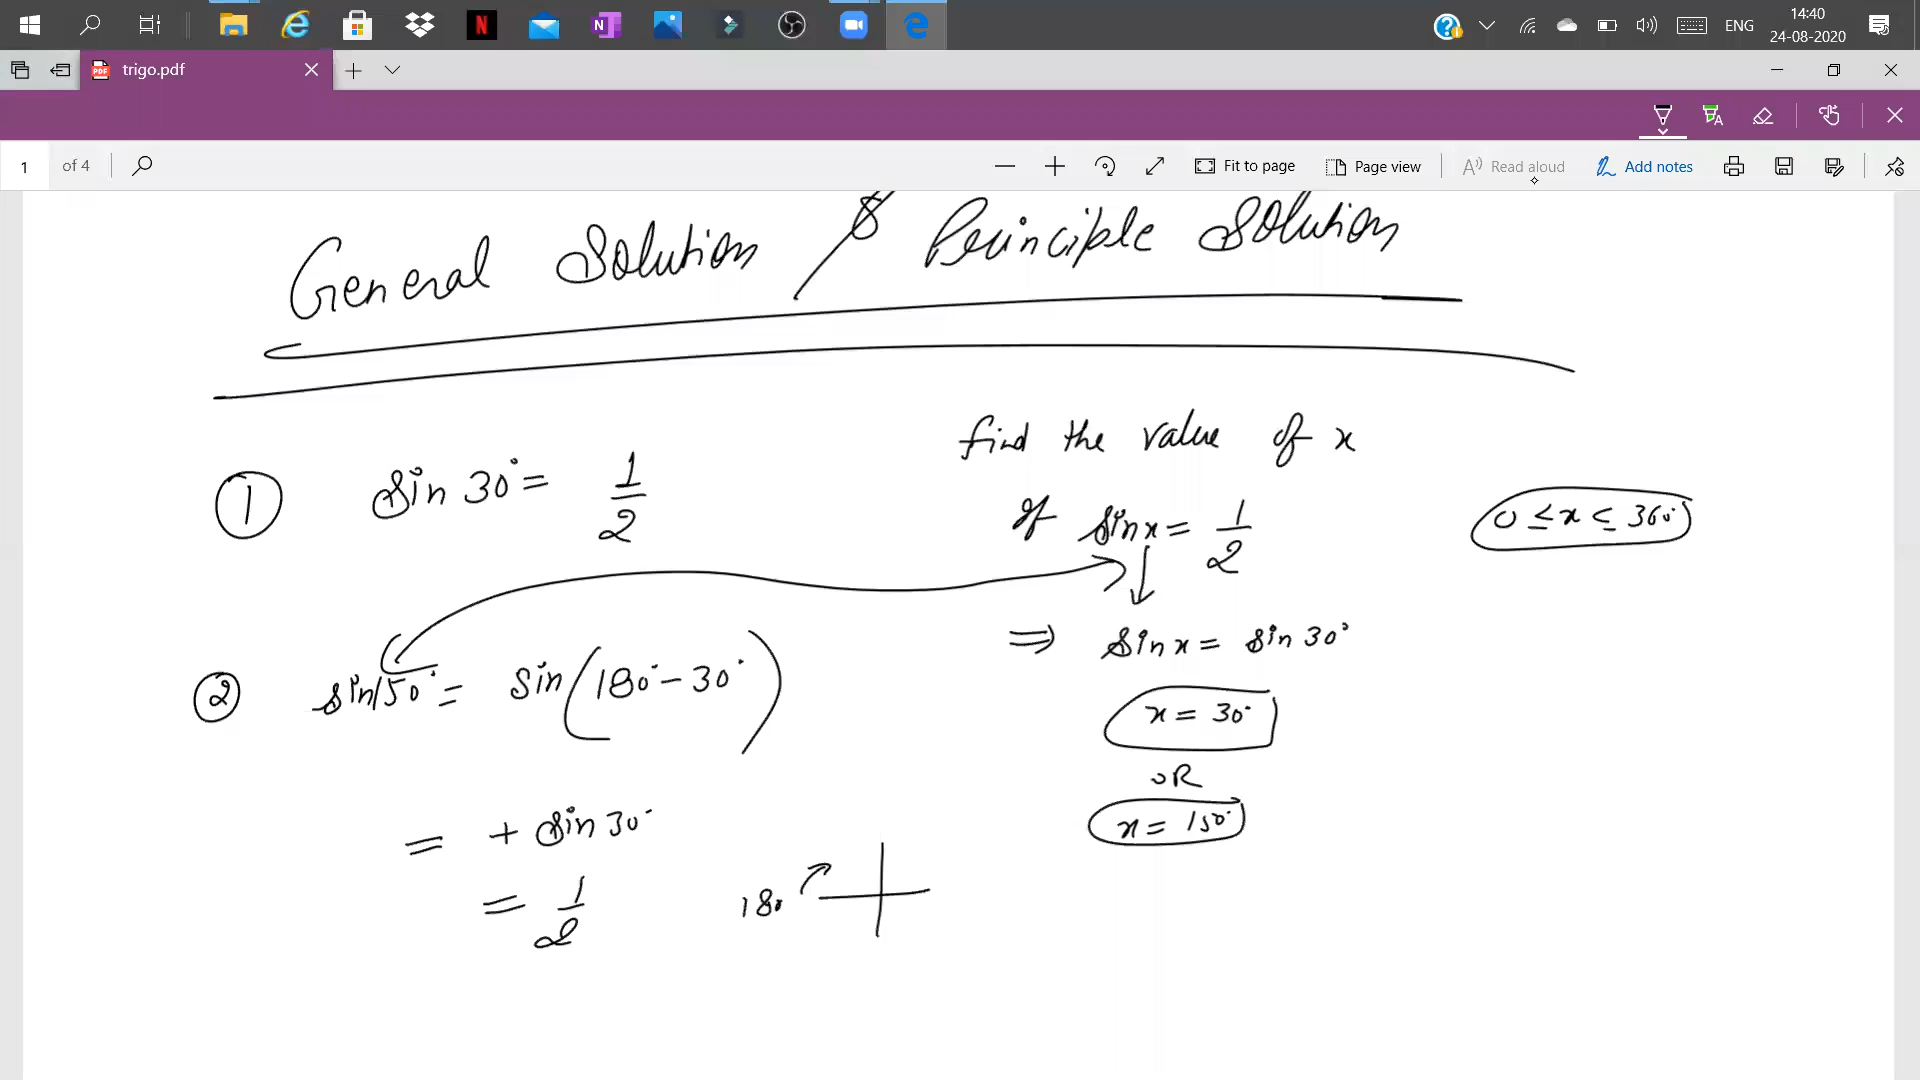 14:40
ENG
24-08-2020
trigo.pdf
1 of 4 Fit to page Page view Read aloud Add notes
General Solution / & Principle Solution
① Sin 30° = 1/2
② sin150° = sin(180° - 30°)
= + Sin 30°
= 1/2
180
find the value of x
If sin x = 1/2
0 ≤ x ≤ 360°
⇒ sin x = sin 30°
x = 30°
OR
x = 150°